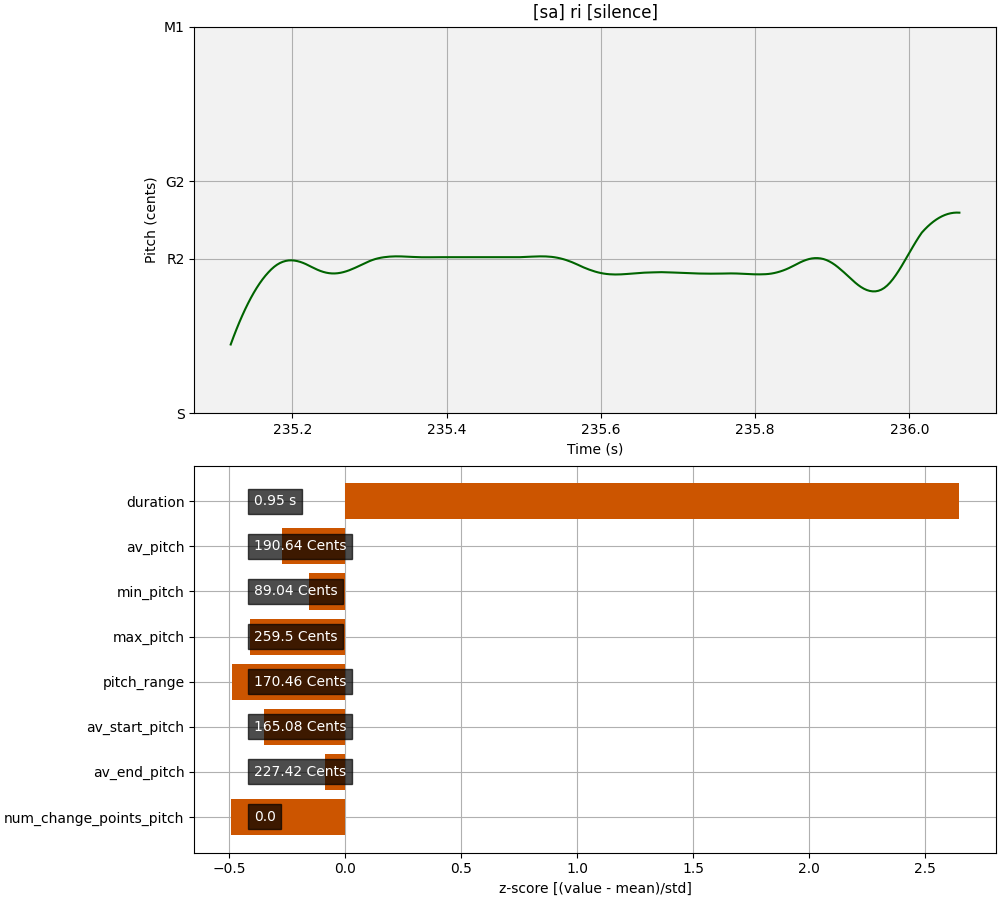 [sa] ri [silence]
M1
G2
R2
S
Pitch (cents)
235.2 235.4 235.6 235.8 236.0
Time (s)
duration 0.95 s
av_pitch 190.64 Cents
min_pitch 89.04 Cents
max_pitch 259.5 Cents
pitch_range 170.46 Cents
av_start_pitch 165.08 Cents
av_end_pitch 227.42 Cents
num_change_points_pitch 0.0
−0.5 0.0 0.5 1.0 1.5 2.0 2.5
z-score [(value - mean)/std]